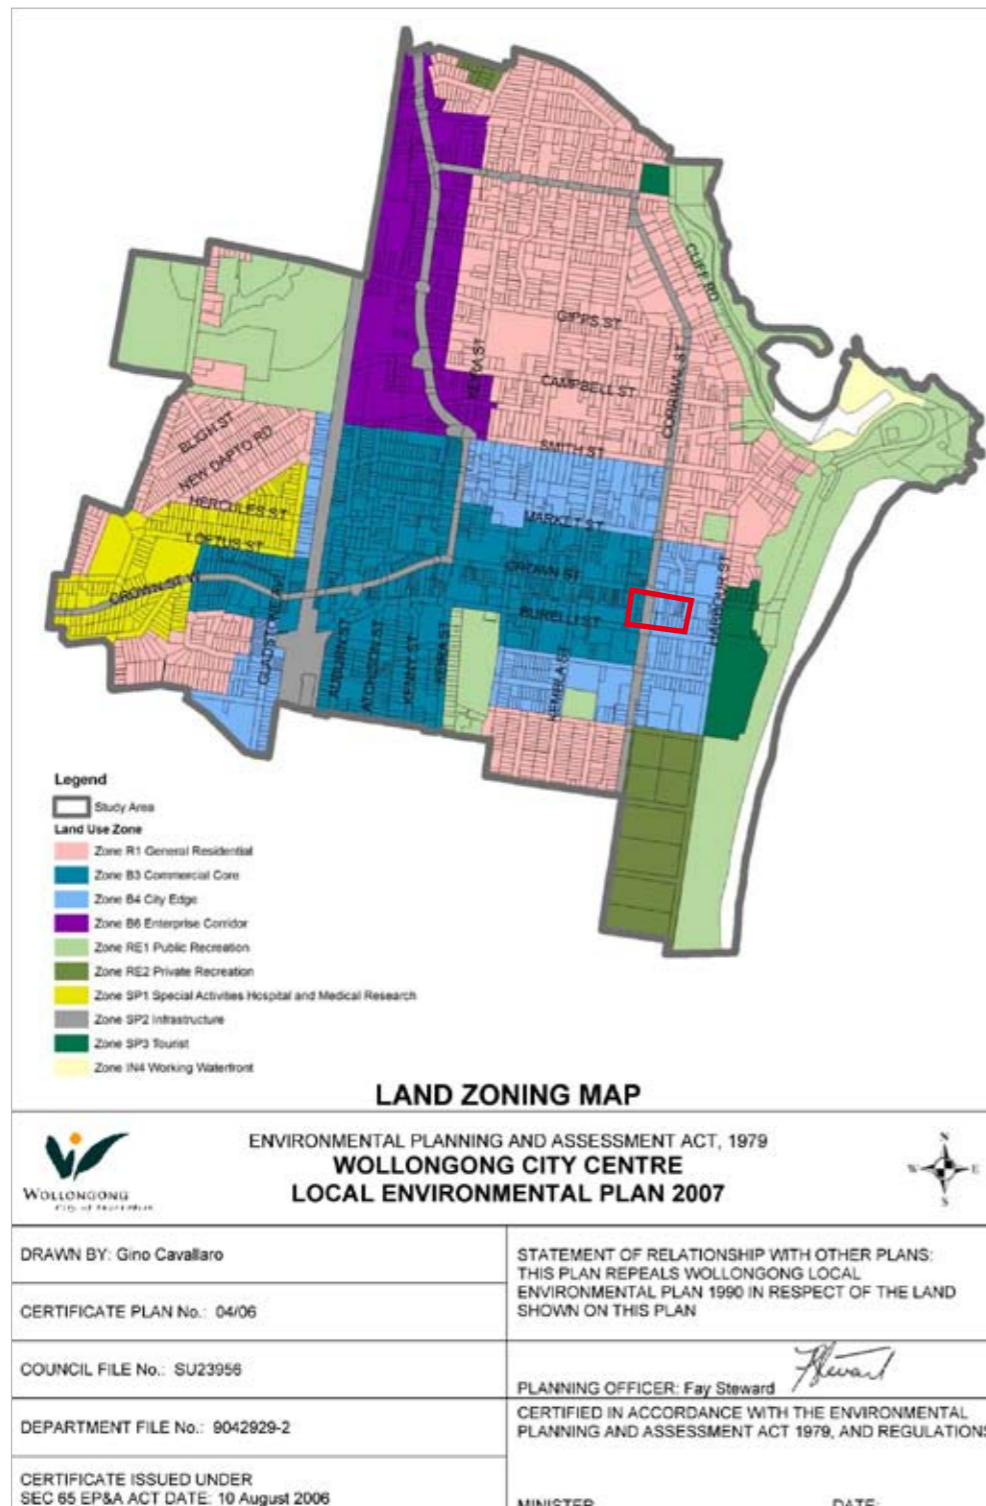 CLIFF RD
GIPPS ST
KEIRA ST
CAMPBELL ST
CORRIMAL ST
SMITH ST
BLIGH ST
NEW DAPTO RD
HERCULES ST
MARKET ST
LOFTUS ST
CROWN ST
CROWN ST W
HARBOUR ST
GLADSTONE AV
BURELLI ST
AUBURN ST
ATCHISON ST
KENNY ST
KEIRA ST
KEMBLA ST
Legend
Study Area
Land Use Zone
Zone R1 General Residential
Zone B3 Commercial Core
Zone B4 City Edge
Zone B6 Enterprise Corridor
Zone RE1 Public Recreation
Zone RE2 Private Recreation
Zone SP1 Special Activities Hospital and Medical Research
Zone SP2 Infrastructure
Zone SP3 Tourist
Zone IN4 Working Waterfront
LAND ZONING MAP
WOLLONGONG
ENVIRONMENTAL PLANNING AND ASSESSMENT ACT, 1979
WOLLONGONG CITY CENTRE
LOCAL ENVIRONMENTAL PLAN 2007
N
W E
S
DRAWN BY: Gino Cavallaro
CERTIFICATE PLAN No.: 04/06
COUNCIL FILE No.: SU23956
DEPARTMENT FILE No.: 9042929-2
CERTIFICATE ISSUED UNDER
SEC 65 EP&A ACT DATE: 10 August 2006
STATEMENT OF RELATIONSHIP WITH OTHER PLANS:
THIS PLAN REPEALS WOLLONGONG LOCAL
ENVIRONMENTAL PLAN 1990 IN RESPECT OF THE LAND
SHOWN ON THIS PLAN
PLANNING OFFICER: Fay Steward
CERTIFIED IN ACCORDANCE WITH THE ENVIRONMENTAL
PLANNING AND ASSESSMENT ACT 1979, AND REGULATIONS
MINISTER DATE: